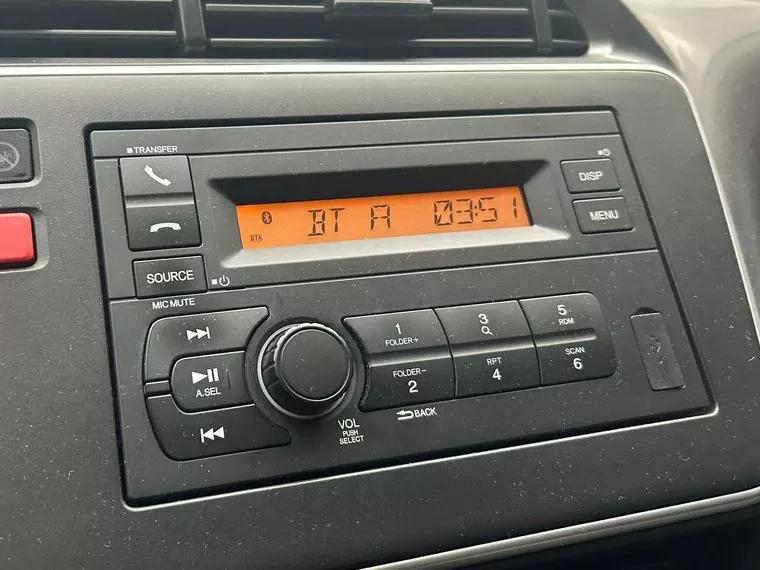 TRANSFER
DISP
BT A 03:51
BTA
MENU
SOURCE
MIC MUTE
1
FOLDER+
3
5
RDM
A.SEL
FOLDER-
2
RPT
4
SCAN
6
BACK
VOL
PUSH
SELECT